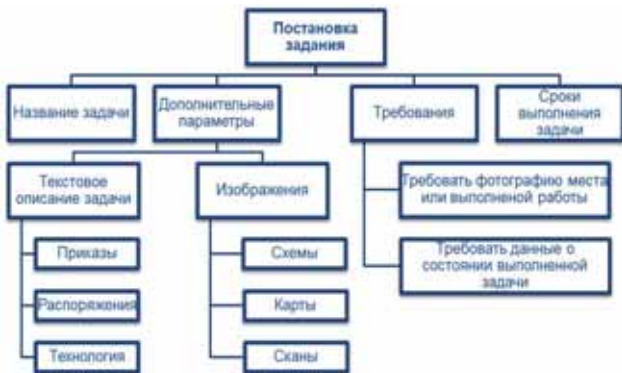 Постановка
задания
Название задачи
Дополнительные
параметры
Требования
Сроки
выполнения
задачи
Текстовое
описание задачи
Изображения
Требовать фотографию места
или выполненой работы
Приказы
Схемы
Требовать данные о
состоянии выполненной
задачи
Распоряжения
Карты
Технология
Сканы